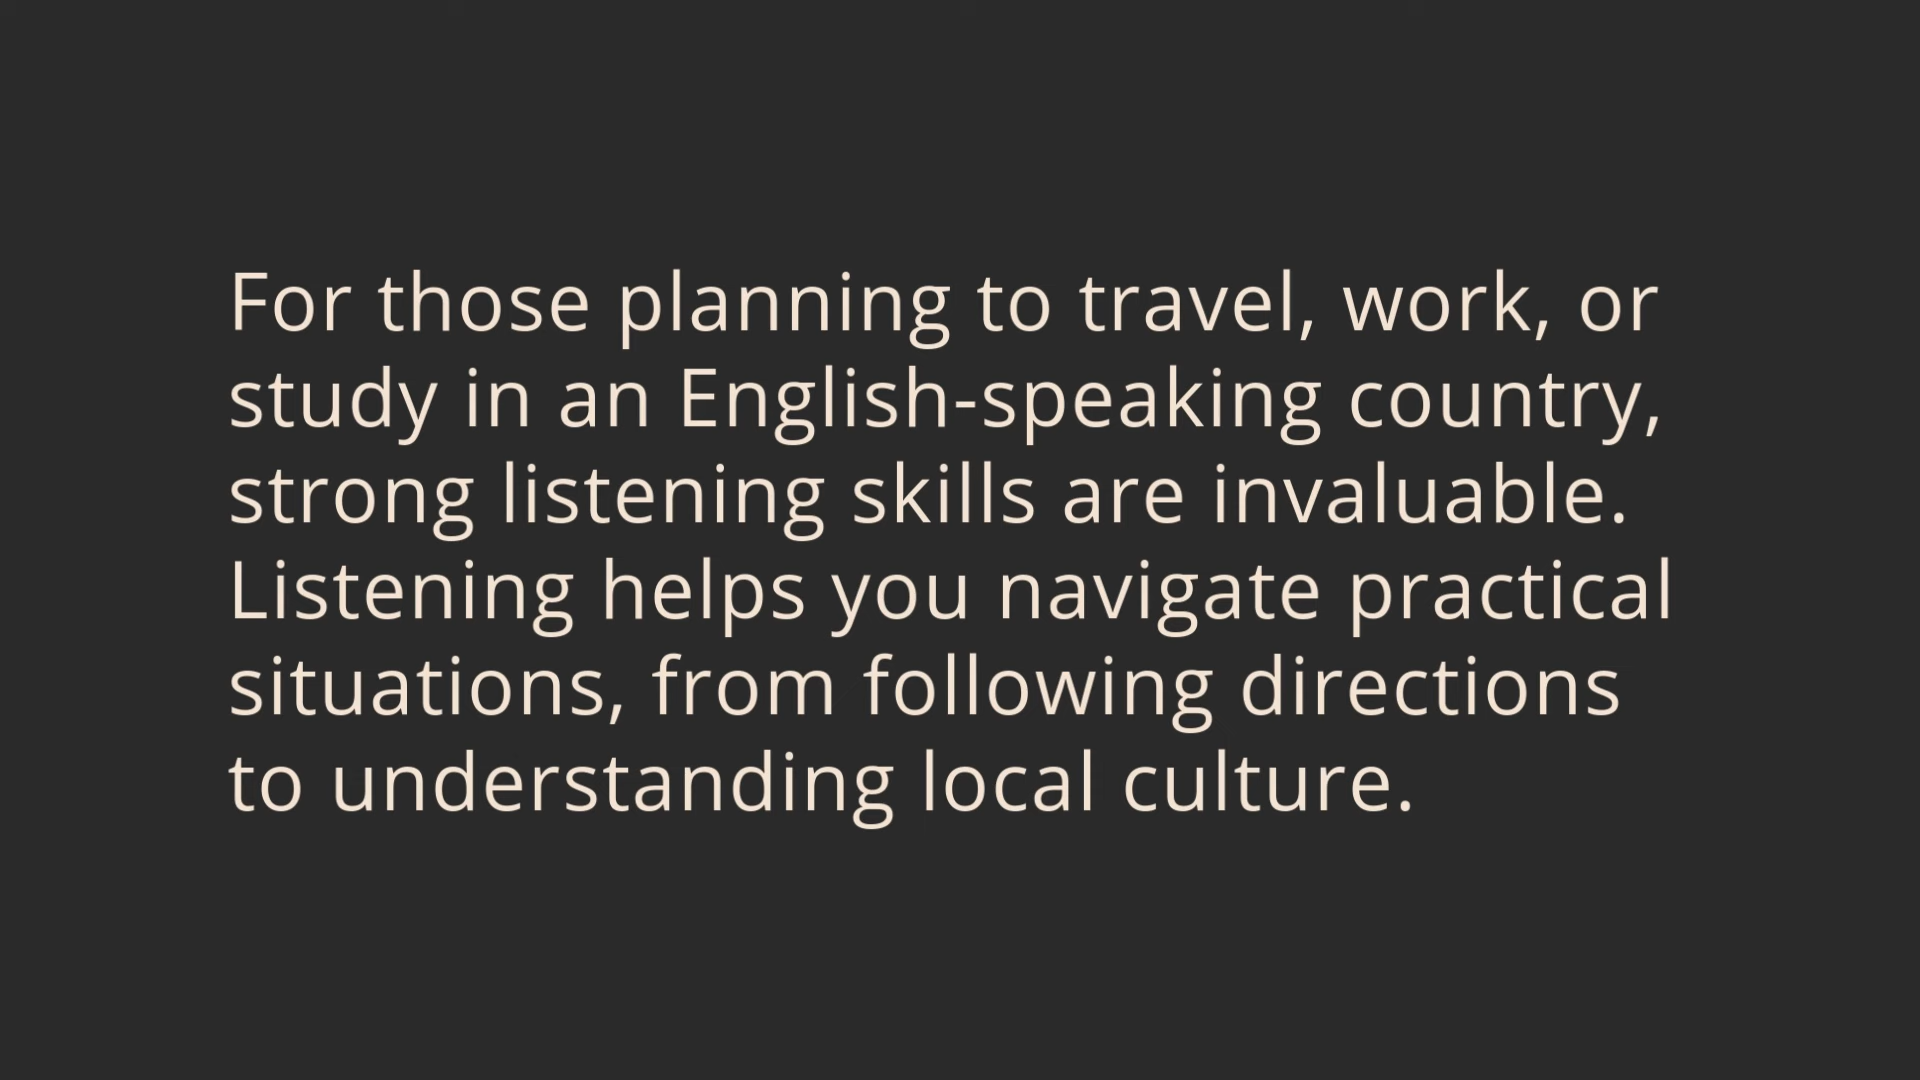 For those planning to travel, work, or
study in an English-speaking country,
strong listening skills are invaluable.
Listening helps you navigate practical
situations, from following directions
to understanding local culture.